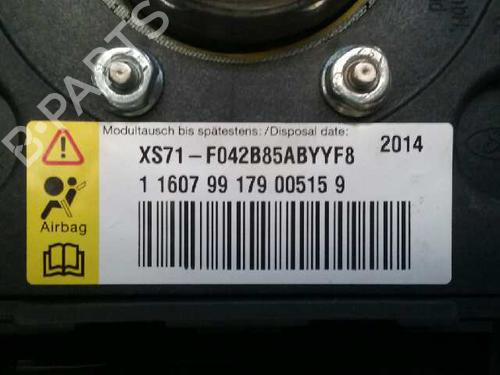 B-PARTS
Modultausch bis spätestens: /Disposal date:
2014
XS71-F042B85ABYYF8
1 1607 99 179 00515 9
Airbag